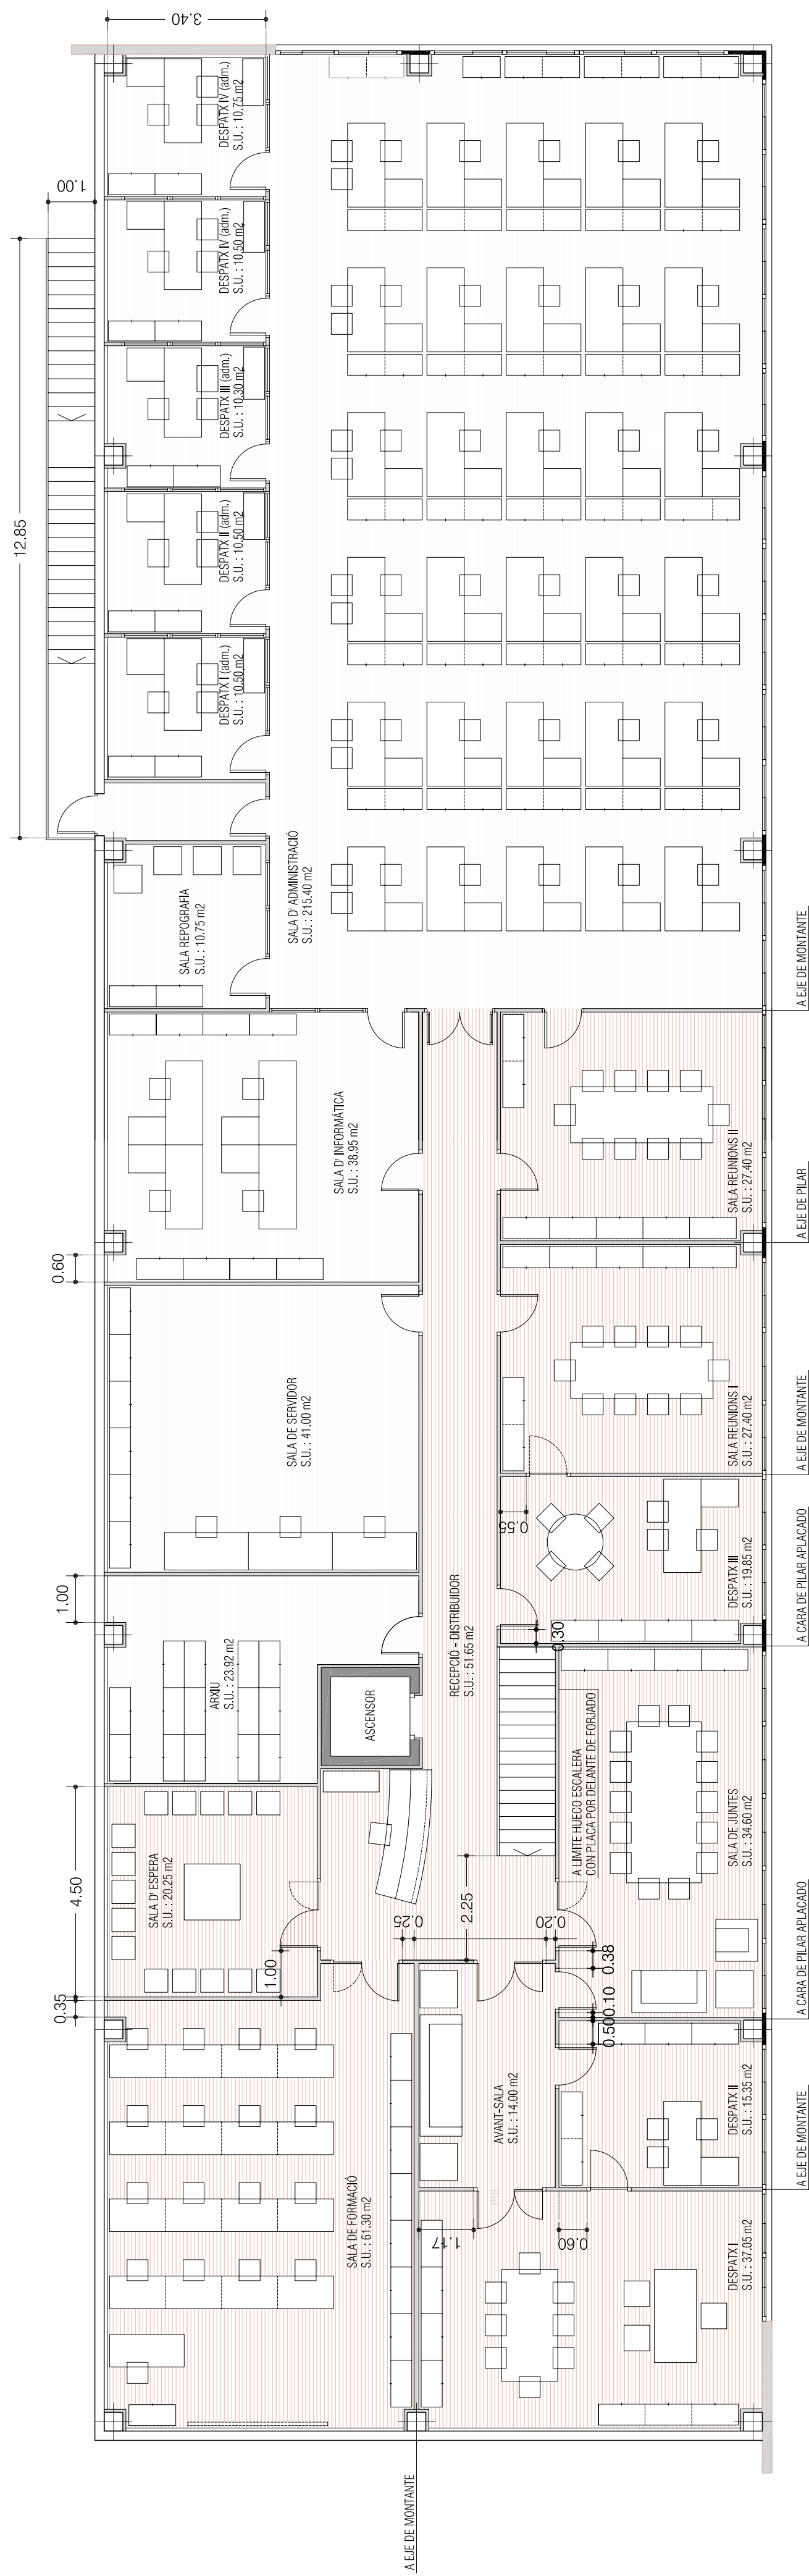 3.40
1.00
12.85
DESPATX IV (adm.)
S.U. : 10.75 m2
DESPATX IV (adm.)
S.U. : 10.50 m2
DESPATX III (adm.)
S.U. : 10.30 m2
DESPATX II (adm.)
S.U. : 10.50 m2
DESPATX I (adm.)
S.U. : 10.50 m2
SALA REPOGRAFIA
S.U. : 10.75 m2
SALA D' ADMINISTRACIÓ
S.U. : 215.40 m2
A EJE DE MONTANTE
SALA D' INFORMÁTICA
S.U. : 38.95 m2
SALA REUNIONS II
S.U. : 27.40 m2
A EJE DE PILAR
0.60
SALA DE SERVIDOR
S.U. : 41.00 m2
SALA REUNIONS I
S.U. : 27.40 m2
A EJE DE MONTANTE
0.55
1.00
DESPATX III
S.U. : 19.85 m2
A CARA DE PILAR APLACADO
0.30
ARXIU
S.U. : 23.92 m2
ASCENSOR
RECEPCIÓ - DISTRIBUIDOR
S.U. : 51.65 m2
A LIMITE HUECO ESCALERA
CON PLACA POR DELANTE DE FORJADO
SALA DE JUNTES
S.U. : 34.60 m2
4.50
SALA D' ESPERA
S.U. : 20.25 m2
2.25
0.25
0.20
0.38
1.00
0.35
0.10
0.50
A CARA DE PILAR APLACADO
AVANT-SALA
S.U. : 14.00 m2
DESPATX II
S.U. : 15.35 m2
A EJE DE MONTANTE
P18
SALA DE FORMACIÓ
S.U. : 61.30 m2
1.17
0.60
DESPATX I
S.U. : 37.05 m2
A EJE DE MONTANTE